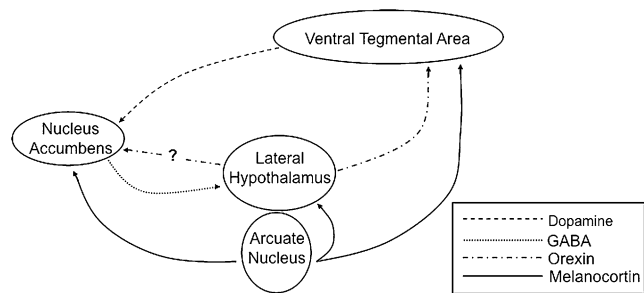 Ventral Tegmental Area
Nucleus
Accumbens
?
Lateral
Hypothalamus
Arcuate
Nucleus
Dopamine
GABA
Orexin
Melanocortin